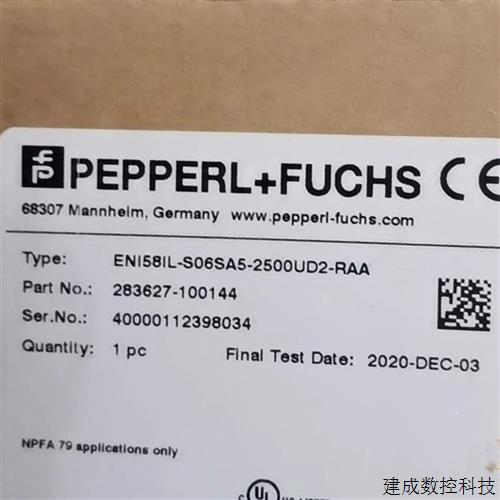 PEPPERL+FUCHS CE
68307 Mannheim, Germany www.pepperl-fuchs.com
Type: ENI58IL-S06SA5-2500UD2-RAA
Part No.: 283627-100144
Ser.No.: 40000112398034
Quantity: 1 pc Final Test Date: 2020-DEC-03
NPFA 79 applications only
c UL
建成数控科技